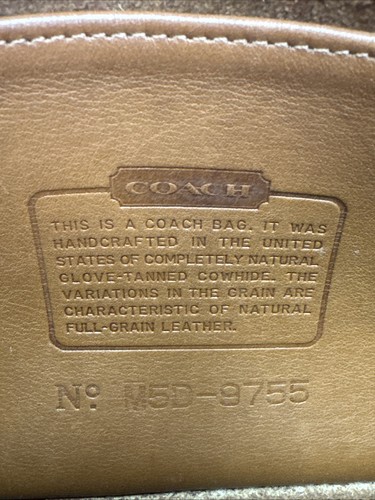 COACH
THIS IS A COACH BAG. IT WAS
HANDCRAFTED IN THE UNITED
STATES OF COMPLETELY NATURAL
GLOVE-TANNED COWHIDE. THE
VARIATIONS IN THE GRAIN ARE
CHARACTERISTIC OF NATURAL
FULL-GRAIN LEATHER.
Nº M5D-9755